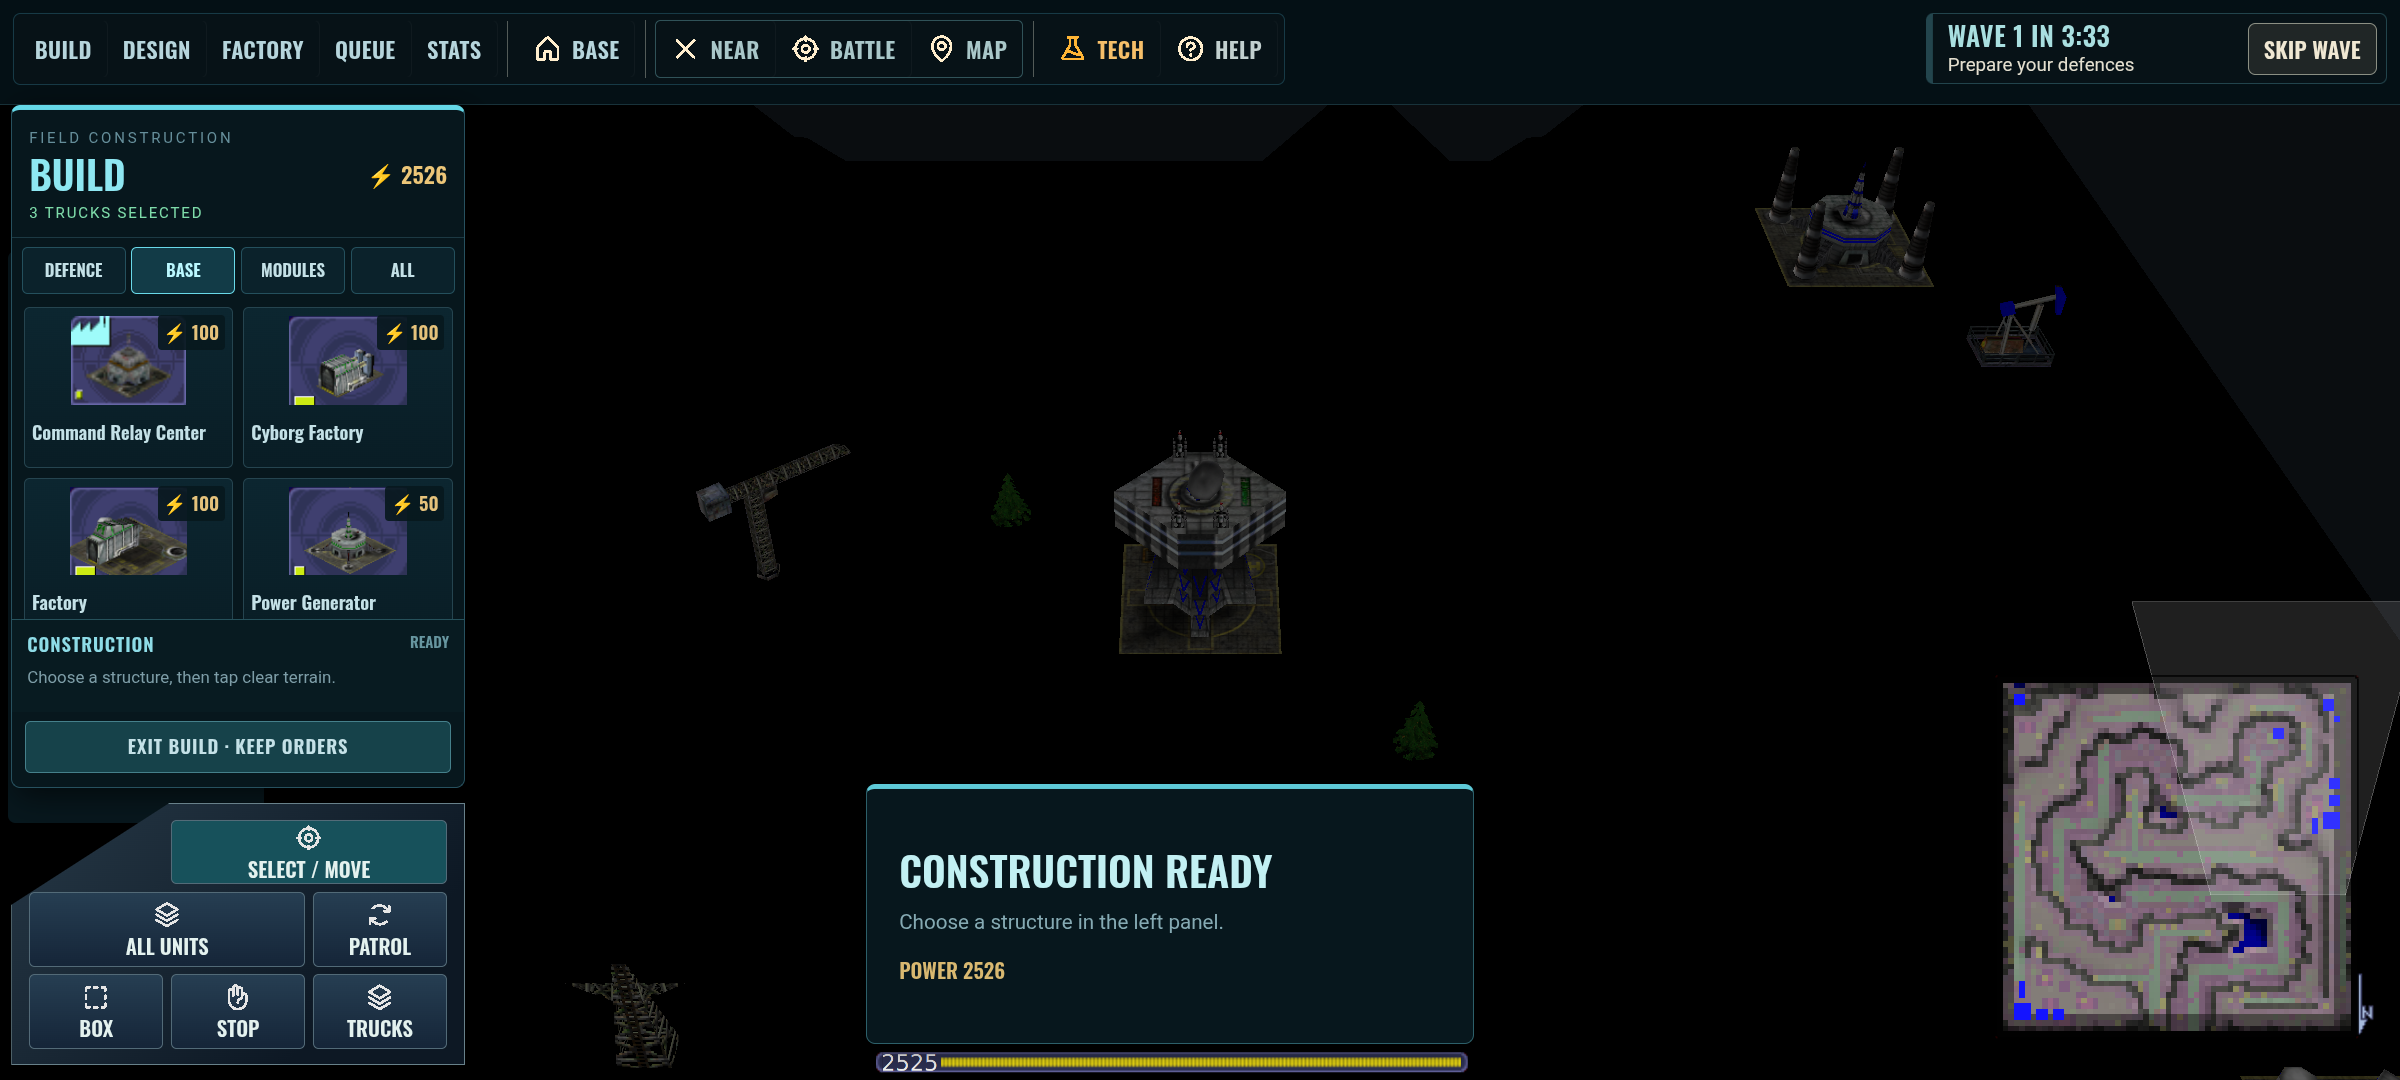 BUILD DESIGN FACTORY QUEUE STATS BASE NEAR BATTLE MAP TECH HELP
WAVE 1 IN 3:33
Prepare your defences
SKIP WAVE
FIELD CONSTRUCTION
BUILD
2526
3 TRUCKS SELECTED
DEFENCE BASE MODULES ALL
100
Command Relay Center
100
Cyborg Factory
100
Factory
50
Power Generator
CONSTRUCTION
READY
Choose a structure, then tap clear terrain.
EXIT BUILD · KEEP ORDERS
SELECT / MOVE
ALL UNITS
PATROL
BOX
STOP
TRUCKS
CONSTRUCTION READY
Choose a structure in the left panel.
POWER 2526
2525
N